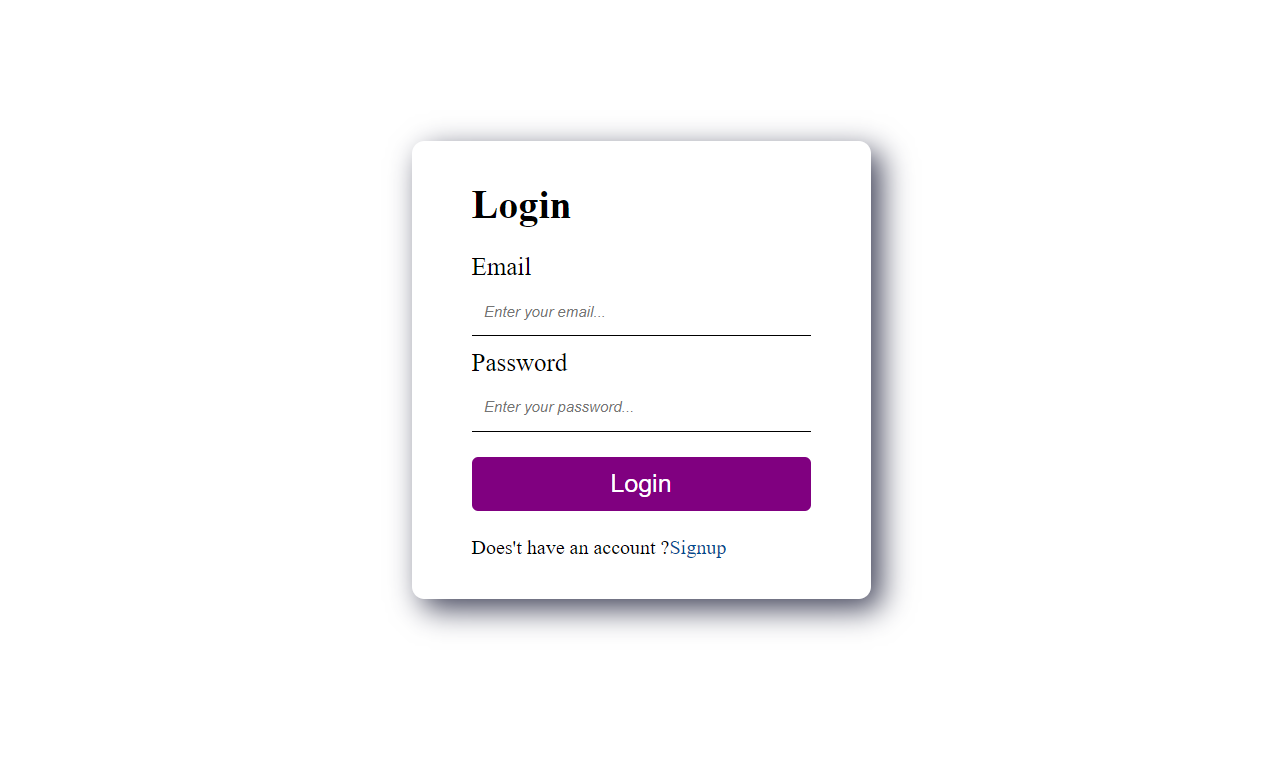 Login
Email
Enter your email...
Password
Enter your password...
Login
Does't have an account ?Signup